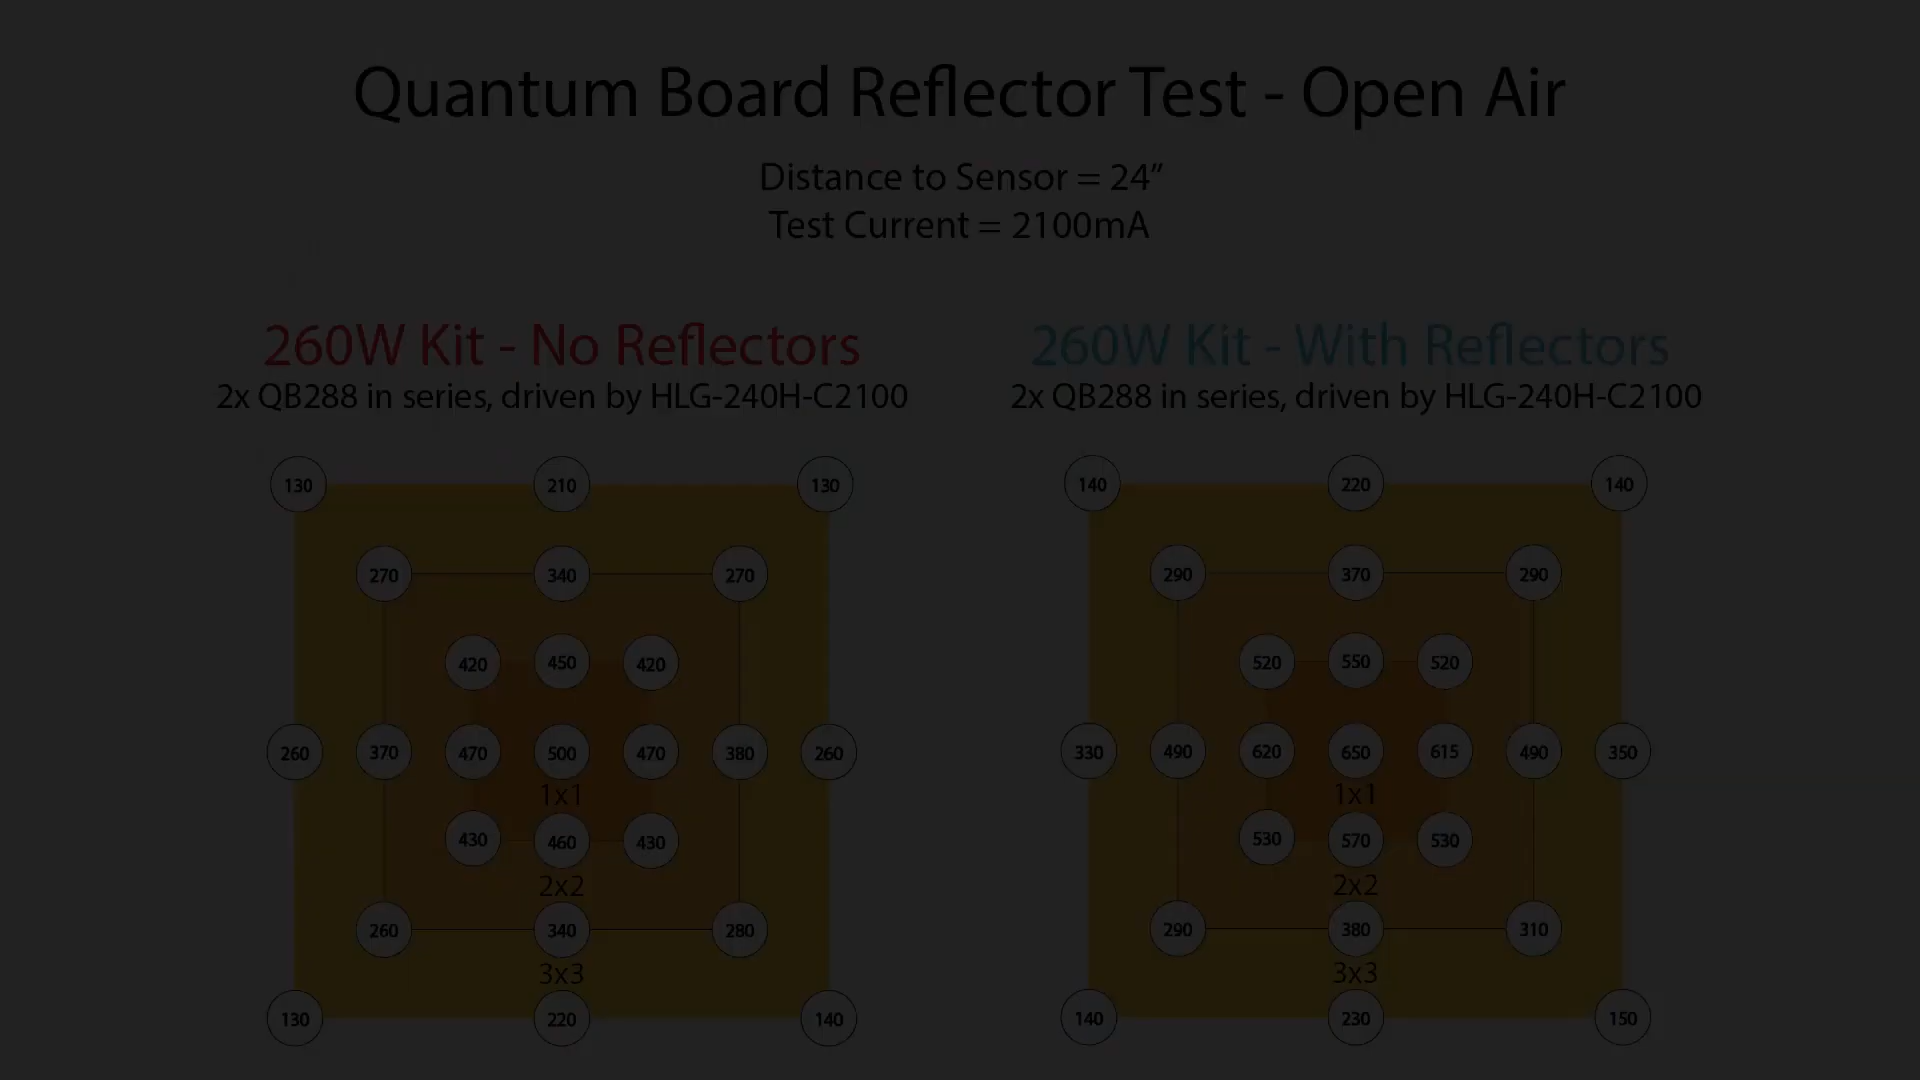 Quantum Board Reflector Test - Open Air
Distance to Sensor = 24”
Test Current = 2100mA
260W Kit - No Reflectors
2x QB288 in series, driven by HLG-240H-C2100
130 210 130
270 340 270
420 450 420
260 370 470 500 470 380 260
1x1
430 460 430
2x2
260 340 280
3x3
130 220 140
260W Kit - With Reflectors
2x QB288 in series, driven by HLG-240H-C2100
140 220 140
290 370 290
520 550 520
330 490 620 650 615 490 350
1x1
530 570 530
2x2
290 380 310
3x3
140 230 150